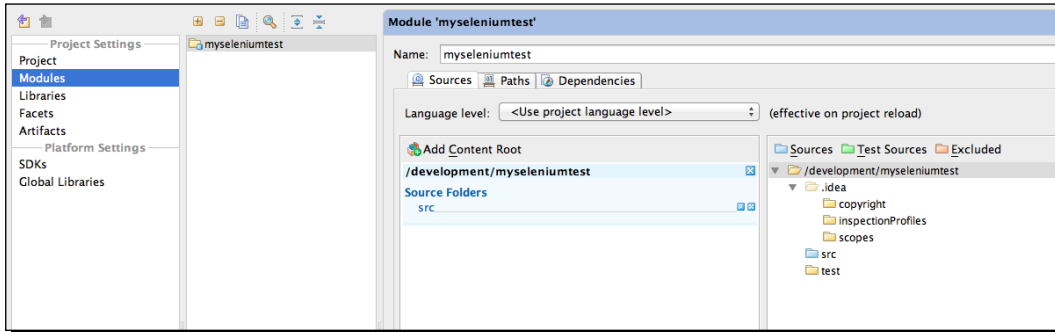 Project Settings
Project
Modules
Libraries
Facets
Artifacts
Platform Settings
SDKs
Global Libraries
myseleniumtest
Module 'myseleniumtest'
Name: myseleniumtest
Sources Paths Dependencies
Language level: <Use project language level> (effective on project reload)
Add Content Root
/development/myseleniumtest
Source Folders
src
Sources Test Sources Excluded
/development/myseleniumtest
.idea
copyright
inspectionProfiles
scopes
src
test